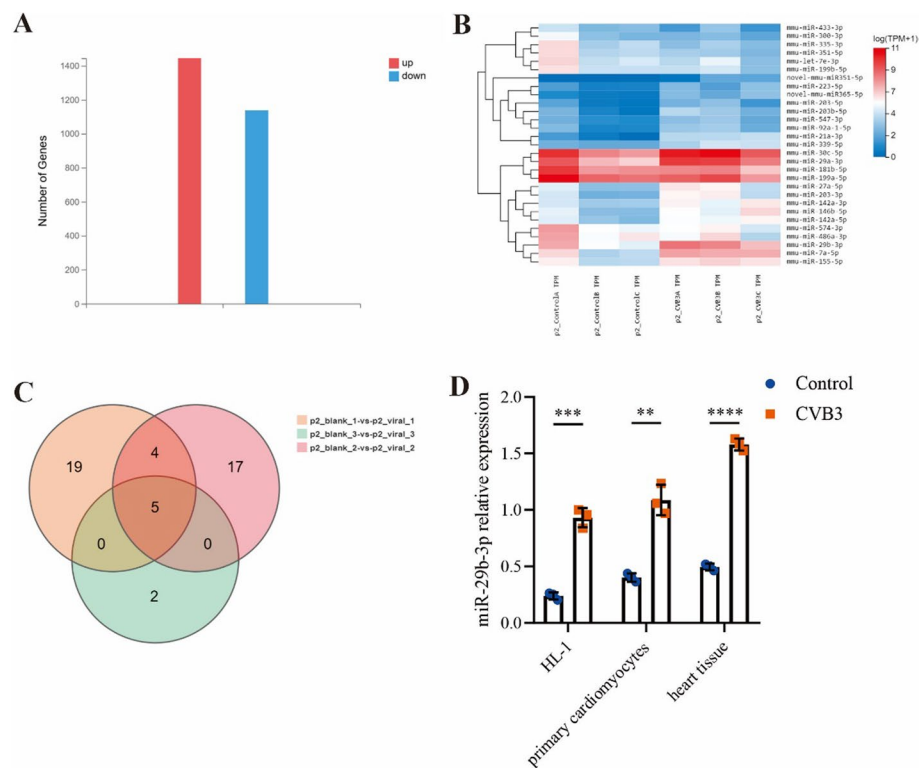 A
Number of Genes
1400
1200
1000
800
600
400
200
0
up
down
B
mmu-miR-433-3p
mmu-miR-300-3p
mmu-miR-335-3p
mmu-miR-351-5p
mmu-let-7e-3p
mmu-miR-199b-5p
novel-mmu-miR351-5p
mmu-miR-223-5p
novel-mmu-miR365-5p
mmu-miR-203-5p
mmu-miR-203b-5p
mmu-miR-547-3p
mmu-miR-92a-1-5p
mmu-miR-21a-3p
mmu-miR-339-5p
mmu-miR-30c-5p
mmu-miR-29a-3p
mmu-miR-181b-5p
mmu-miR-199a-5p
mmu-miR-27a-5p
mmu-miR-203-3p
mmu-miR-142a-3p
mmu-miR-146b-5p
mmu-miR-142a-5p
mmu-miR-574-3p
mmu-miR-486a-3p
mmu-miR-29b-3p
mmu-miR-7a-5p
mmu-miR-155-5p
p2_ControlA TPM
p2_ControlB TPM
p2_ControlC TPM
p2_CVB3A TPM
p2_CVB3B TPM
p2_CVB3C TPM
log(TPM+1)
11
9
7
4
2
0
C
19
4
17
5
0
0
2
p2_blank_1-vs-p2_viral_1
p2_blank_3-vs-p2_viral_3
p2_blank_2-vs-p2_viral_2
D
Control
CVB3
miR-29b-3p relative expression
2.0
1.5
1.0
0.5
0.0
***
**
****
HL-1
primary cardiomyocytes
heart tissue